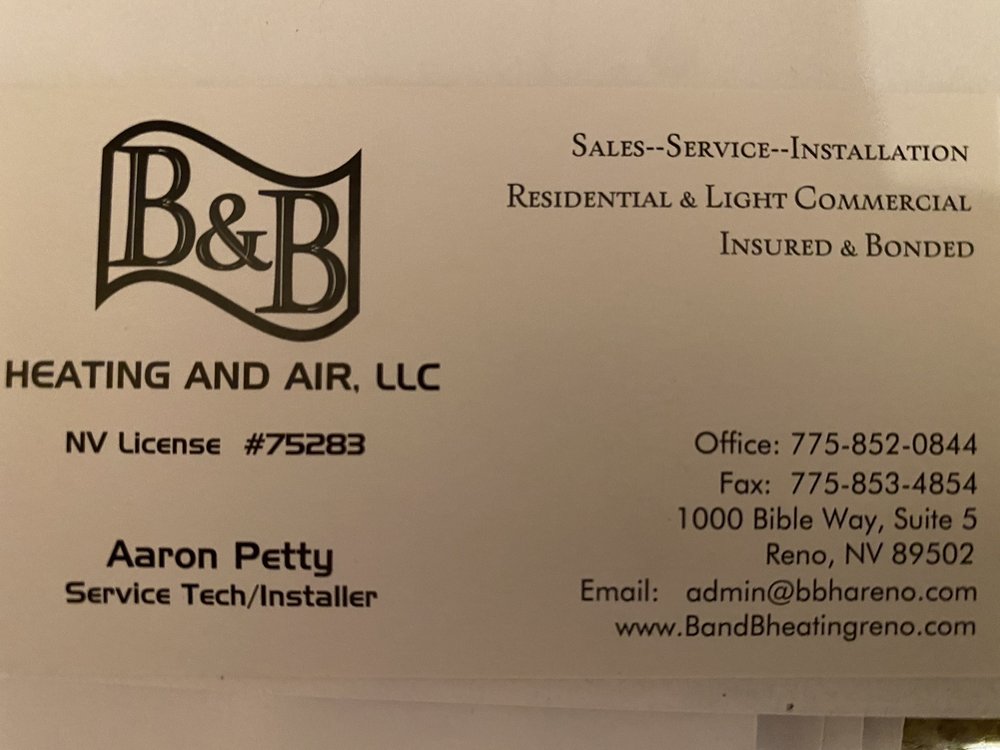 B&B
HEATING AND AIR, LLC
NV License #75283
Aaron Petty
Service Tech/Installer
SALES--SERVICE--INSTALLATION
RESIDENTIAL & LIGHT COMMERCIAL
INSURED & BONDED
Office: 775-852-0844
Fax: 775-853-4854
1000 Bible Way, Suite 5
Reno, NV 89502
Email: admin@bbhareno.com
www.BandBheatingreno.com